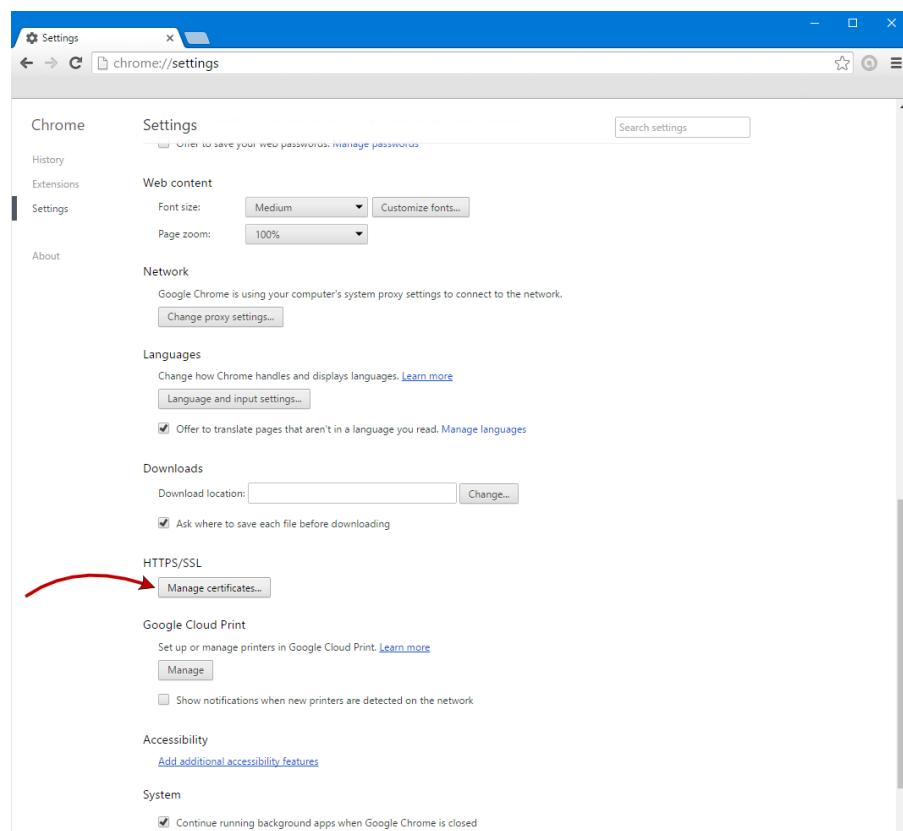 Settings
chrome://settings
Chrome
Settings
Search settings
History
Extensions
Settings
About
Offer to save your web passwords. Manage passwords
Web content
Font size: Medium Customize fonts...
Page zoom: 100%
Network
Google Chrome is using your computer's system proxy settings to connect to the network.
Change proxy settings...
Languages
Change how Chrome handles and displays languages. Learn more
Language and input settings...
Offer to translate pages that aren't in a language you read. Manage languages
Downloads
Download location: Change...
Ask where to save each file before downloading
HTTPS/SSL
Manage certificates...
Google Cloud Print
Set up or manage printers in Google Cloud Print. Learn more
Manage
Show notifications when new printers are detected on the network
Accessibility
Add additional accessibility features
System
Continue running background apps when Google Chrome is closed